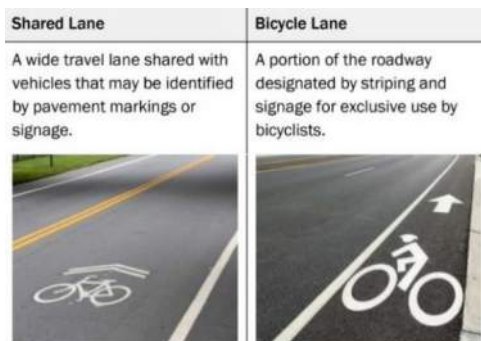 Shared Lane
A wide travel lane shared with
vehicles that may be identified
by pavement markings or
signage.
Bicycle Lane
A portion of the roadway
designated by striping and
signage for exclusive use by
bicyclists.